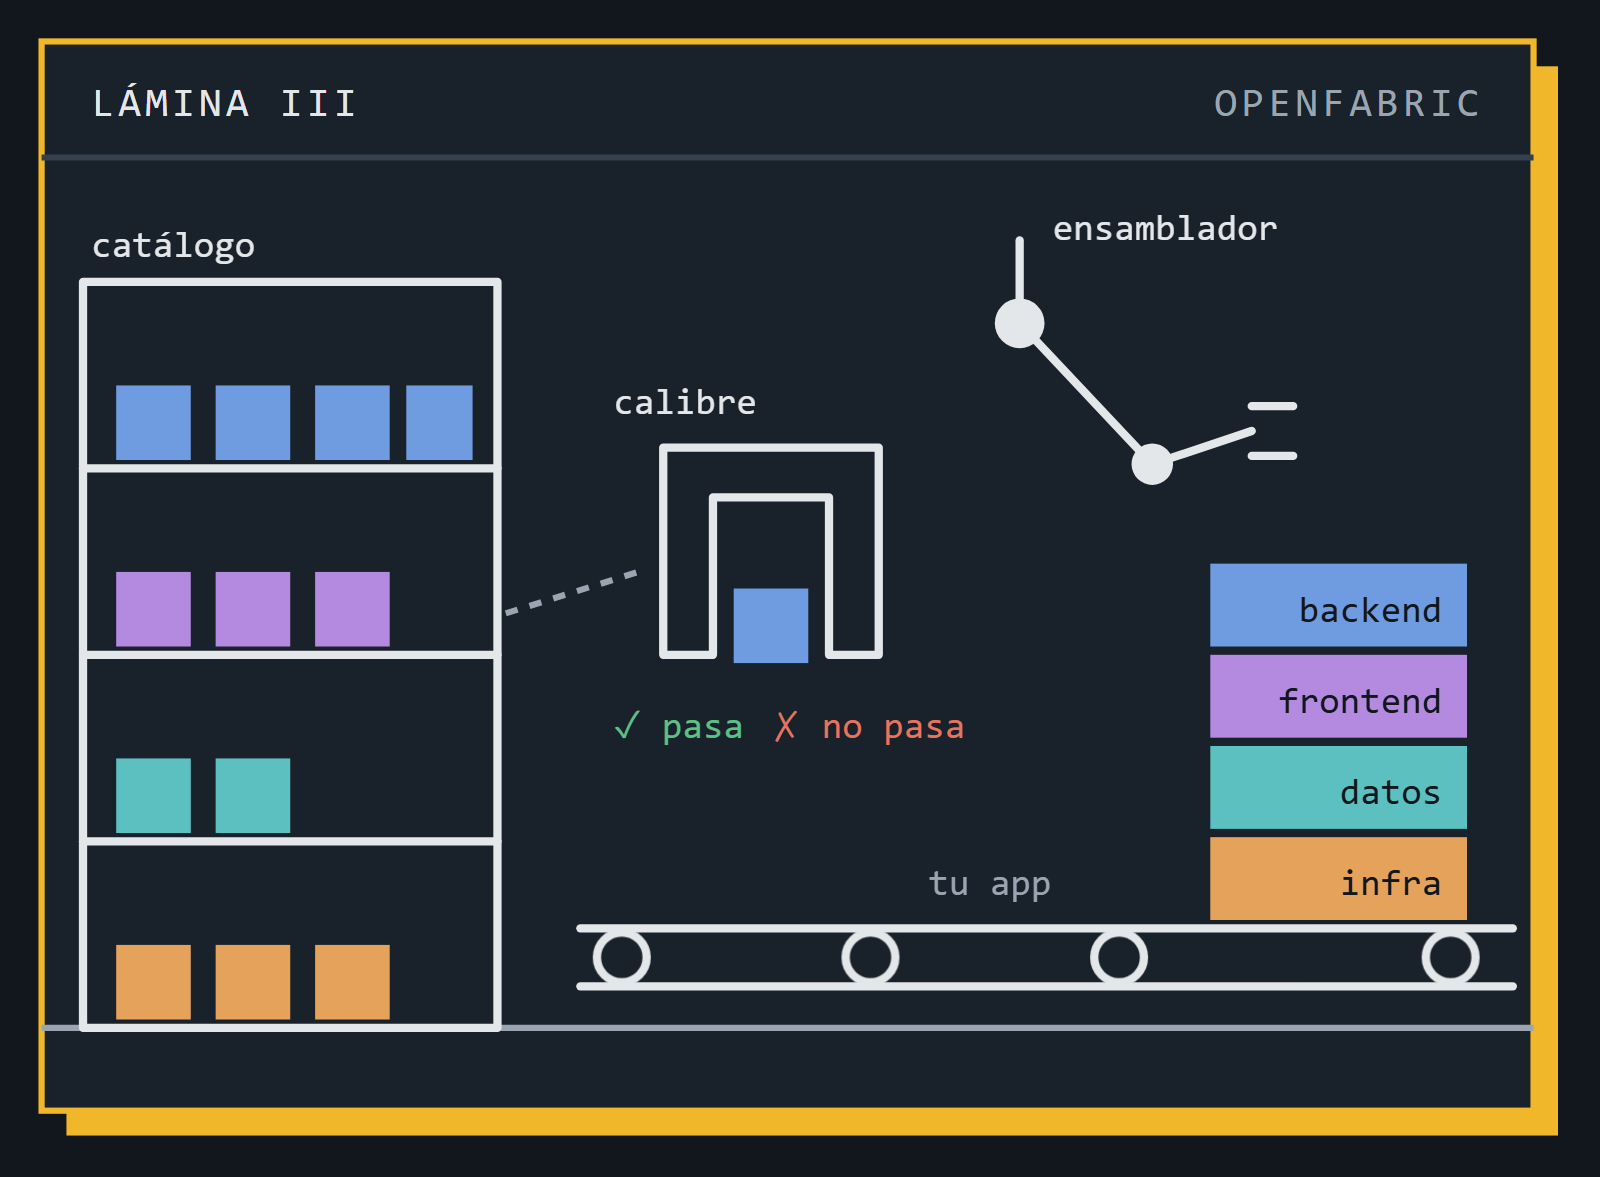 LÁMINA III
OPENFABRIC
catálogo
ensamblador
calibre
✓ pasa ✗ no pasa
backend
frontend
datos
infra
tu app